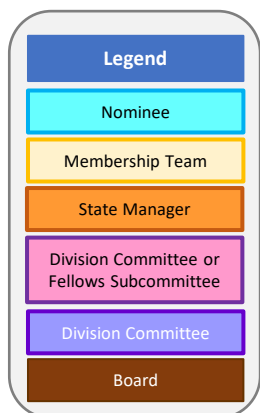 Legend
Nominee
Membership Team
State Manager
Division Committee or
Fellows Subcommittee
Division Committee
Board